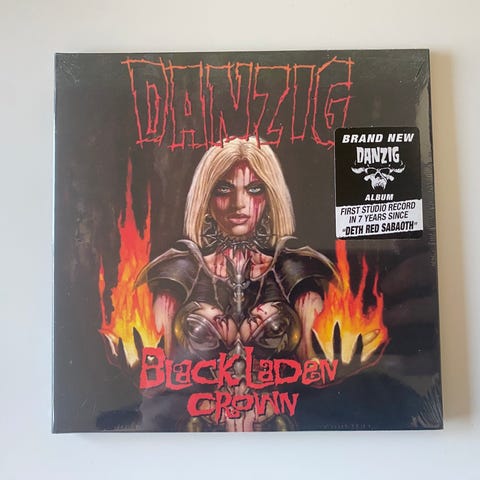 DANZIG
BRAND NEW
DANZIG
ALBUM
FIRST STUDIO RECORD
IN 7 YEARS SINCE
"DETH RED SABAOTH"
Black Laden
CROWN